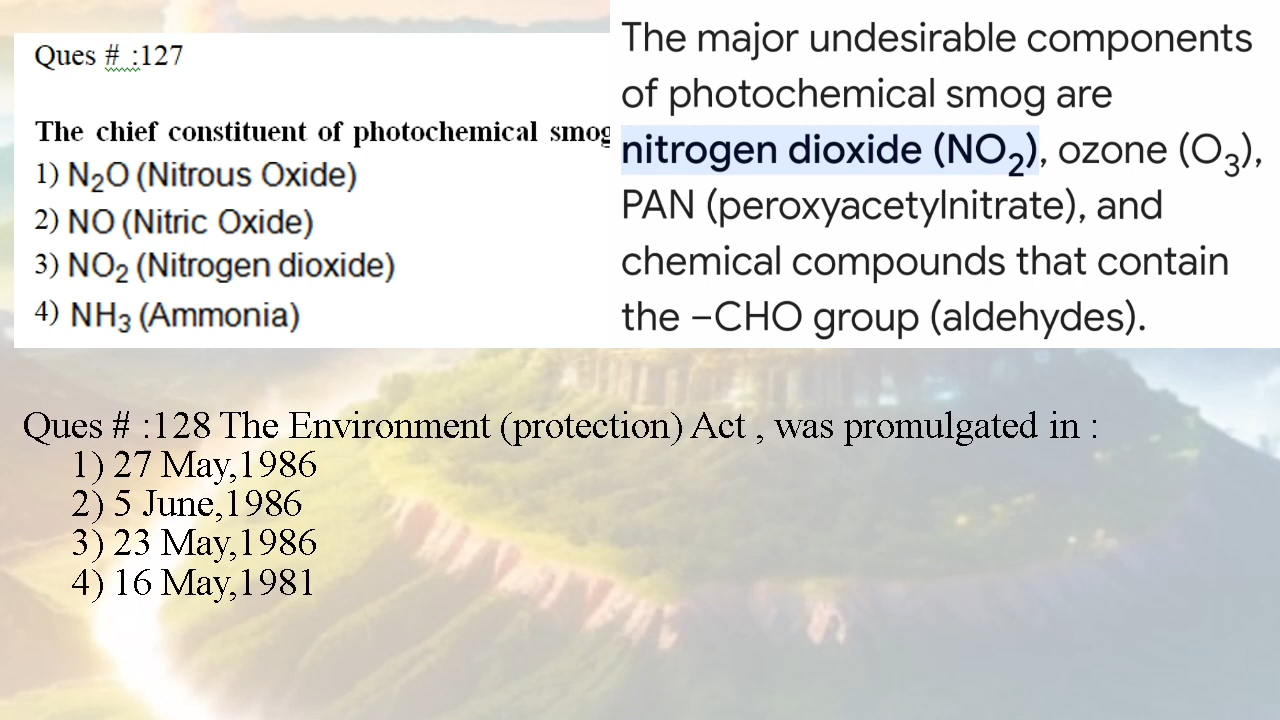 Ques # :127
The chief constituent of photochemical smog
1) N₂O (Nitrous Oxide)
2) NO (Nitric Oxide)
3) NO₂ (Nitrogen dioxide)
4) NH₃ (Ammonia)
The major undesirable components
of photochemical smog are
nitrogen dioxide (NO₂), ozone (O₃),
PAN (peroxyacetylnitrate), and
chemical compounds that contain
the –CHO group (aldehydes).
Ques # :128 The Environment (protection) Act , was promulgated in :
1) 27 May,1986
2) 5 June,1986
3) 23 May,1986
4) 16 May,1981